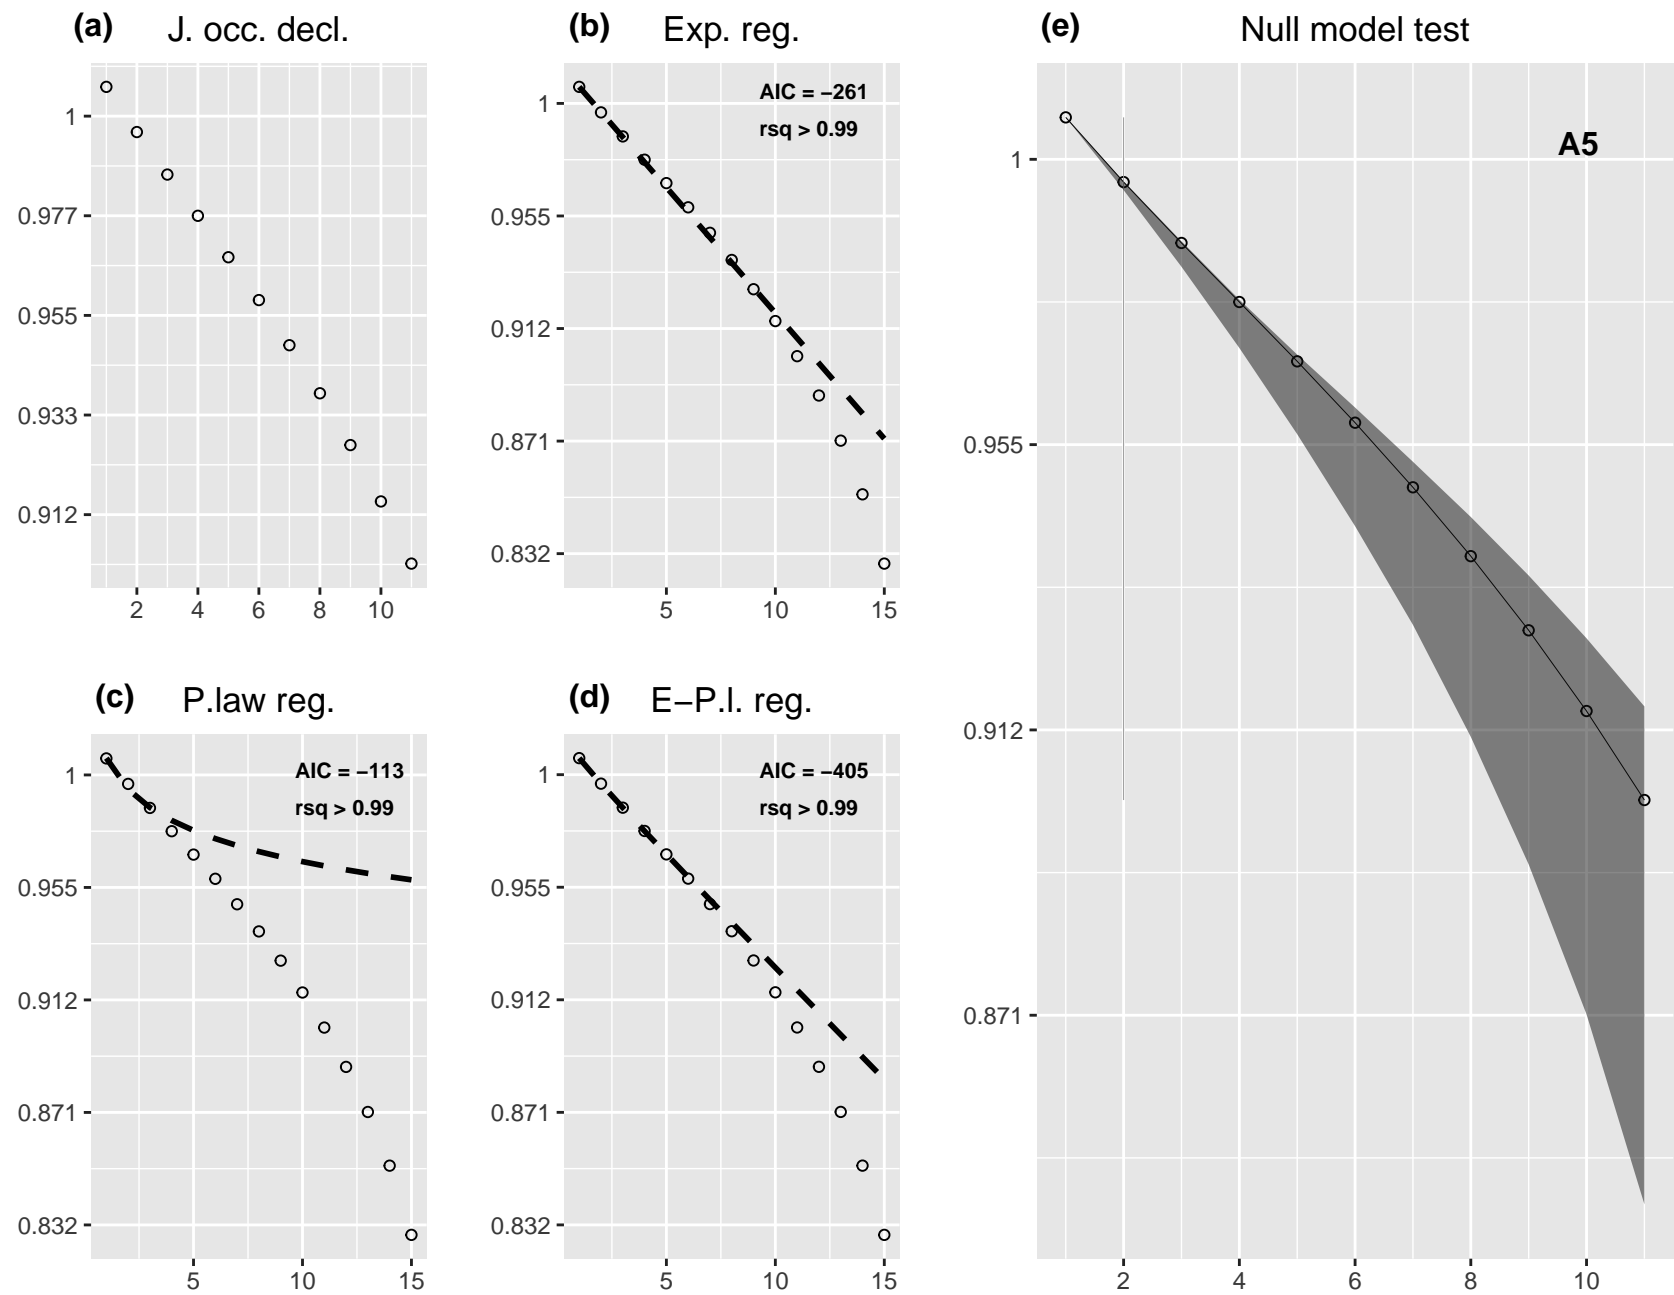 (a) J. occ. decl.
1
0.977
0.955
0.933
0.912
2 4 6 8 10
(b) Exp. reg.
AIC = −261
rsq > 0.99
1
0.955
0.912
0.871
0.832
5 10 15
(c) P.law reg.
AIC = −113
rsq > 0.99
1
0.955
0.912
0.871
0.832
5 10 15
(d) E−P.l. reg.
AIC = −405
rsq > 0.99
1
0.955
0.912
0.871
0.832
5 10 15
(e) Null model test
A5
1
0.955
0.912
0.871
2 4 6 8 10